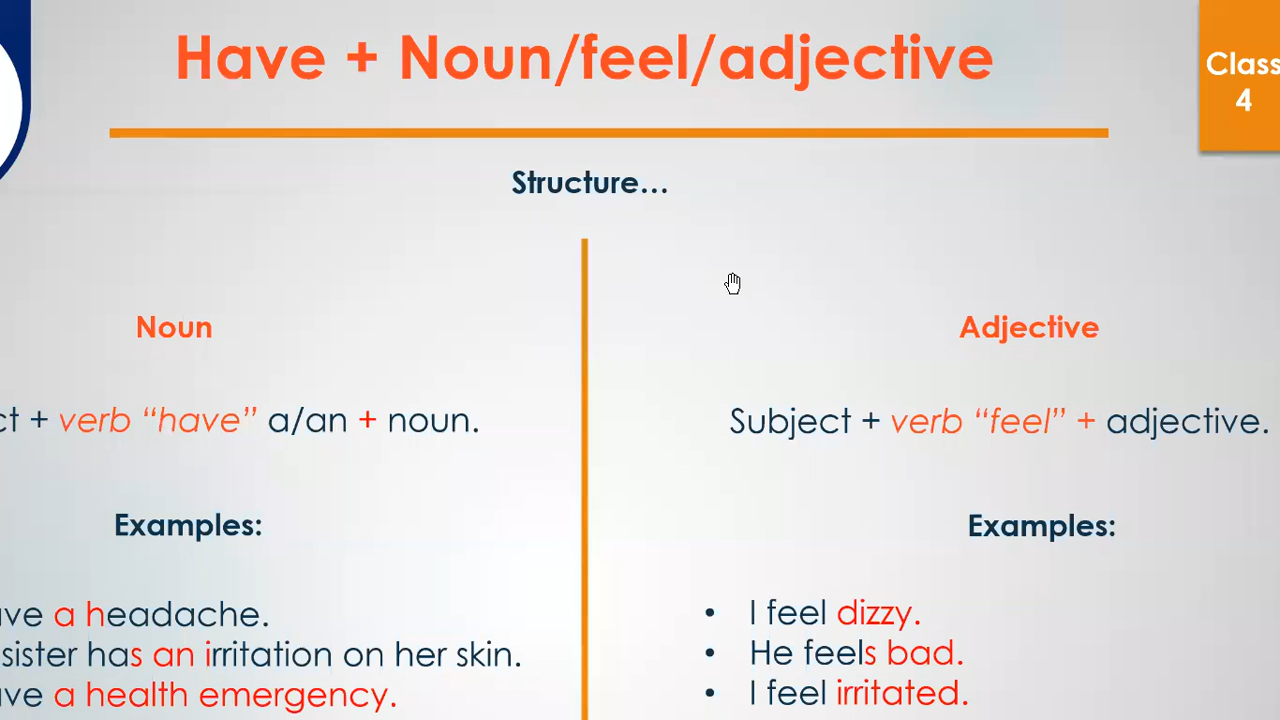 Have + Noun/feel/adjective
Class
4
Structure...
Noun
+ verb "have" a/an + noun.
Examples:
a headache.
sister has an irritation on her skin.
a health emergency.
Adjective
Subject + verb "feel" + adjective.
Examples:
• I feel dizzy.
• He feels bad.
• I feel irritated.